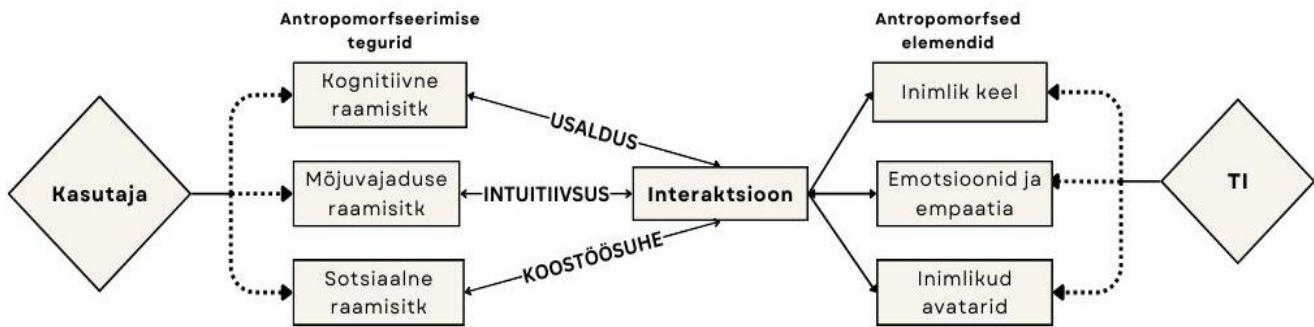 Antropomorfseerimise
tegurid
Antropomorfsed
elemendid
Kasutaja
Kognitiivne
raamisitk
Mõjuvajaduse
raamisitk
Sotsiaalne
raamisitk
USALDUS
INTUITIIVSUS
KOOSTÖÖSUHE
Interaktsioon
Inimlik keel
Emotsioonid ja
empaatia
Inimlikud
avatarid
TI